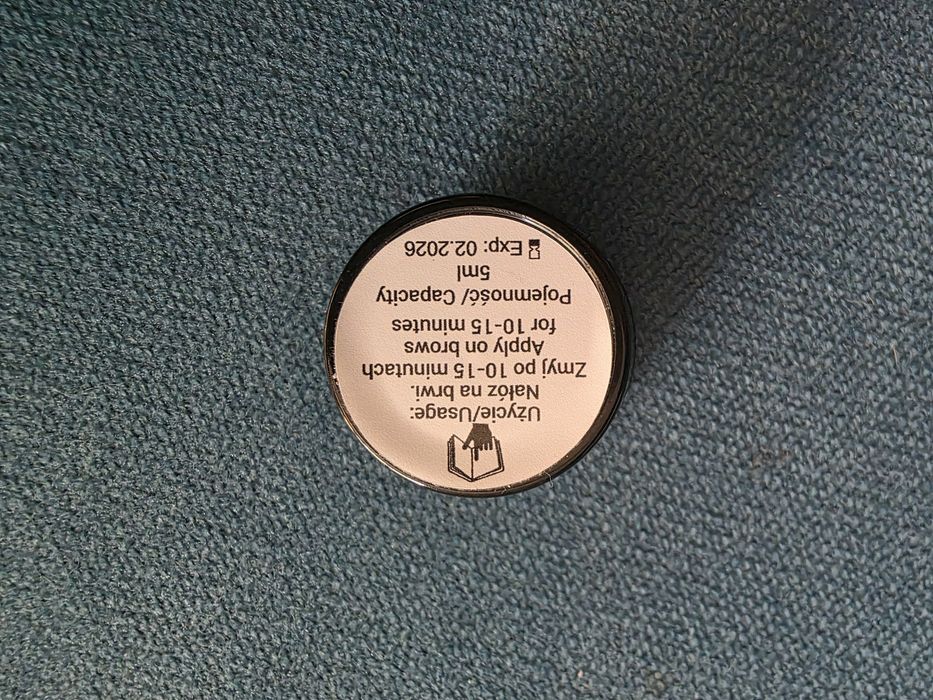 Użycie/Usage:
Nałóz na brwi.
Zmyj po 10-15 minutach
Apply on brows
for 10-15 minutes
Pojemność/ Capacity
5ml
Exp: 02.2026